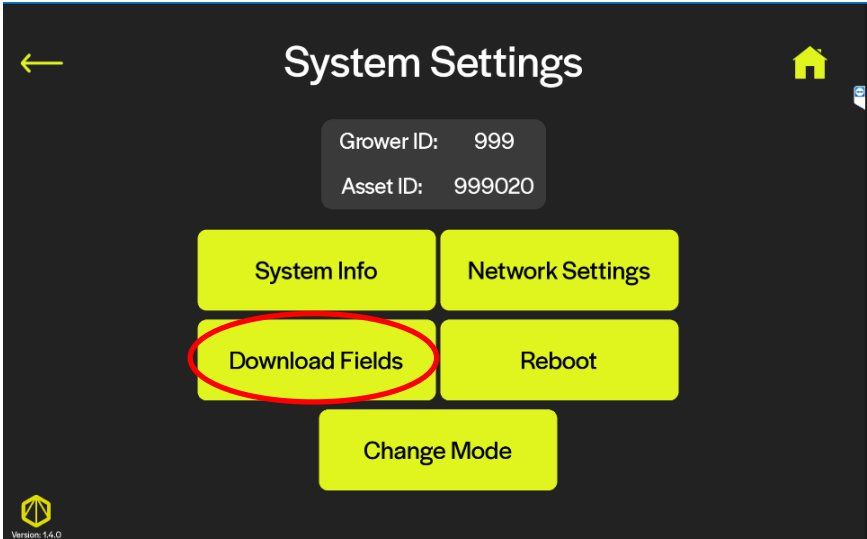 System Settings
Grower ID: 999
Asset ID: 999020
System Info Network Settings
Download Fields Reboot
Change Mode
Version: 1.4.0